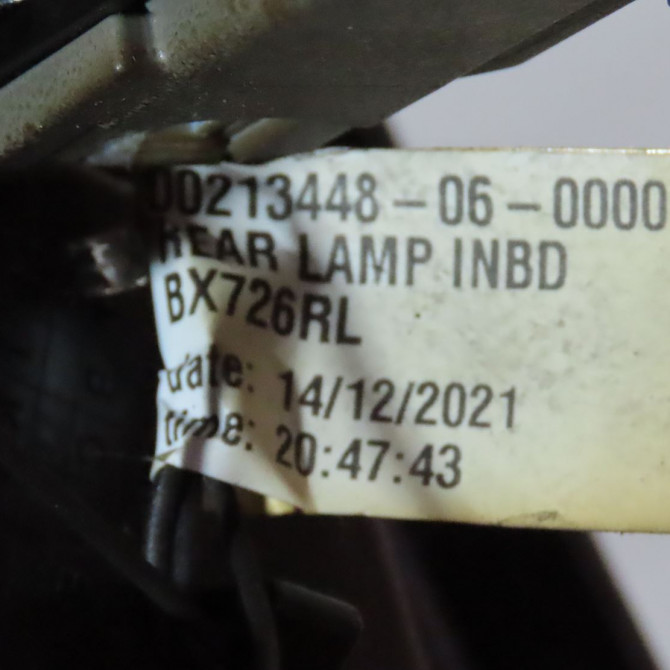 00213448-06-0000
REAR LAMP INBD
BX726RL
date: 14/12/2021
time: 20:47:43